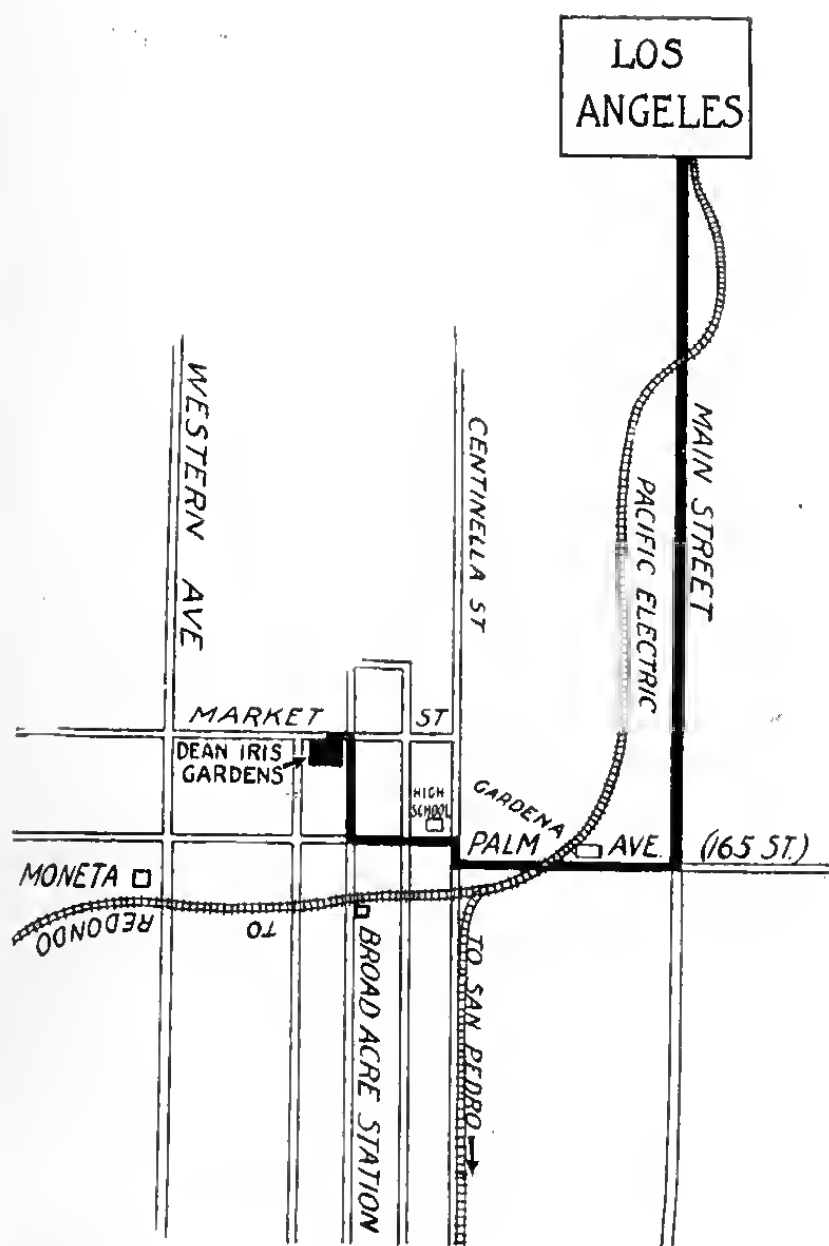 LOS
ANGELES
WESTERN AVE
CENTINELLA ST
MAIN STREET
PACIFIC ELECTRIC
MARKET ST
DEAN IRIS
GARDENS
HIGH
SCHOOL
GARDENA
PALM AVE. (165 ST.)
MONETA
TO REDONDO
BROAD ACRE STATION
TO SAN PEDRO